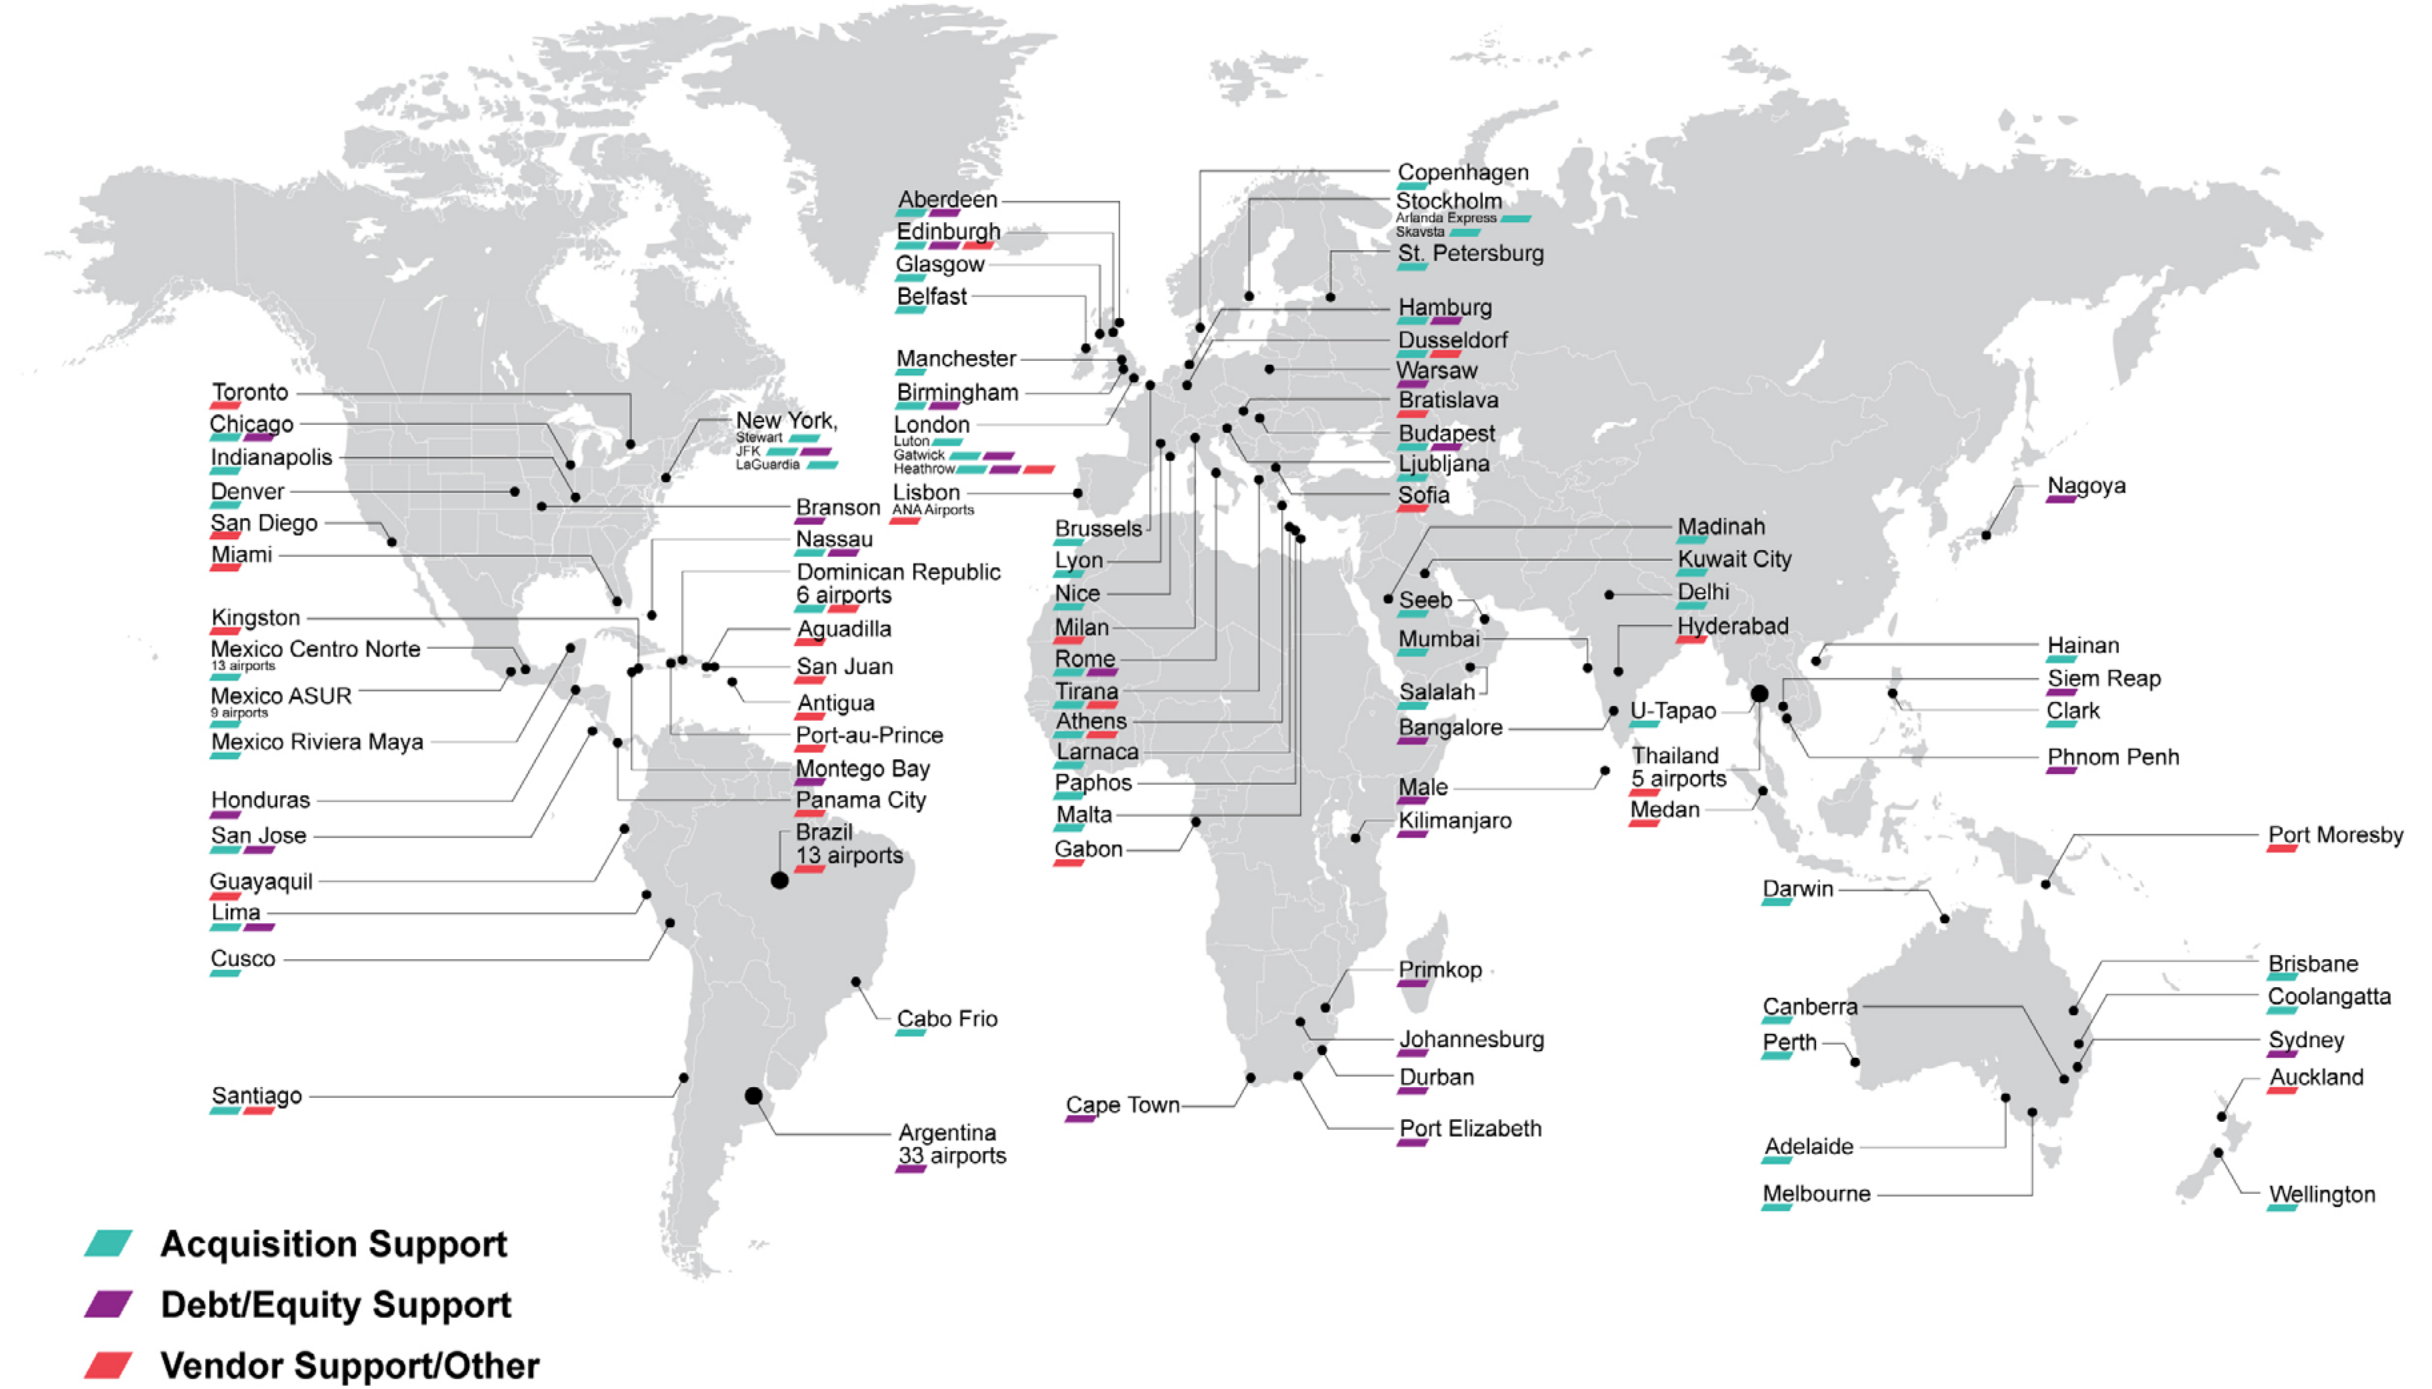 Toronto
Chicago
Indianapolis
Denver
San Diego
Miami
Kingston
Mexico Centro Norte
13 airports
Mexico ASUR
9 airports
Mexico Riviera Maya
Honduras
San Jose
Guayaquil
Lima
Cusco
Santiago
New York,
Stewart
JFK
LaGuardia
Branson
Nassau
Dominican Republic
6 airports
Aguadilla
San Juan
Antigua
Port-au-Prince
Montego Bay
Panama City
Brazil
13 airports
Cabo Frio
Argentina
33 airports
Aberdeen
Edinburgh
Glasgow
Belfast
Manchester
Birmingham
London
Luton
Gatwick
Heathrow
Lisbon
ANA Airports
Brussels
Lyon
Nice
Milan
Rome
Tirana
Athens
Larnaca
Paphos
Malta
Gabon
Cape Town
Copenhagen
Stockholm
Arlanda Express
Skavsta
St. Petersburg
Hamburg
Dusseldorf
Warsaw
Bratislava
Budapest
Ljubljana
Sofia
Seeb
Mumbai
Salalah
Bangalore
Male
Kilimanjaro
Primkop
Johannesburg
Durban
Port Elizabeth
Madinah
Kuwait City
Delhi
Hyderabad
U-Tapao
Thailand
5 airports
Medan
Nagoya
Hainan
Siem Reap
Clark
Phnom Penh
Port Moresby
Darwin
Canberra
Perth
Adelaide
Melbourne
Brisbane
Coolangatta
Sydney
Auckland
Wellington
Acquisition Support
Debt/Equity Support
Vendor Support/Other